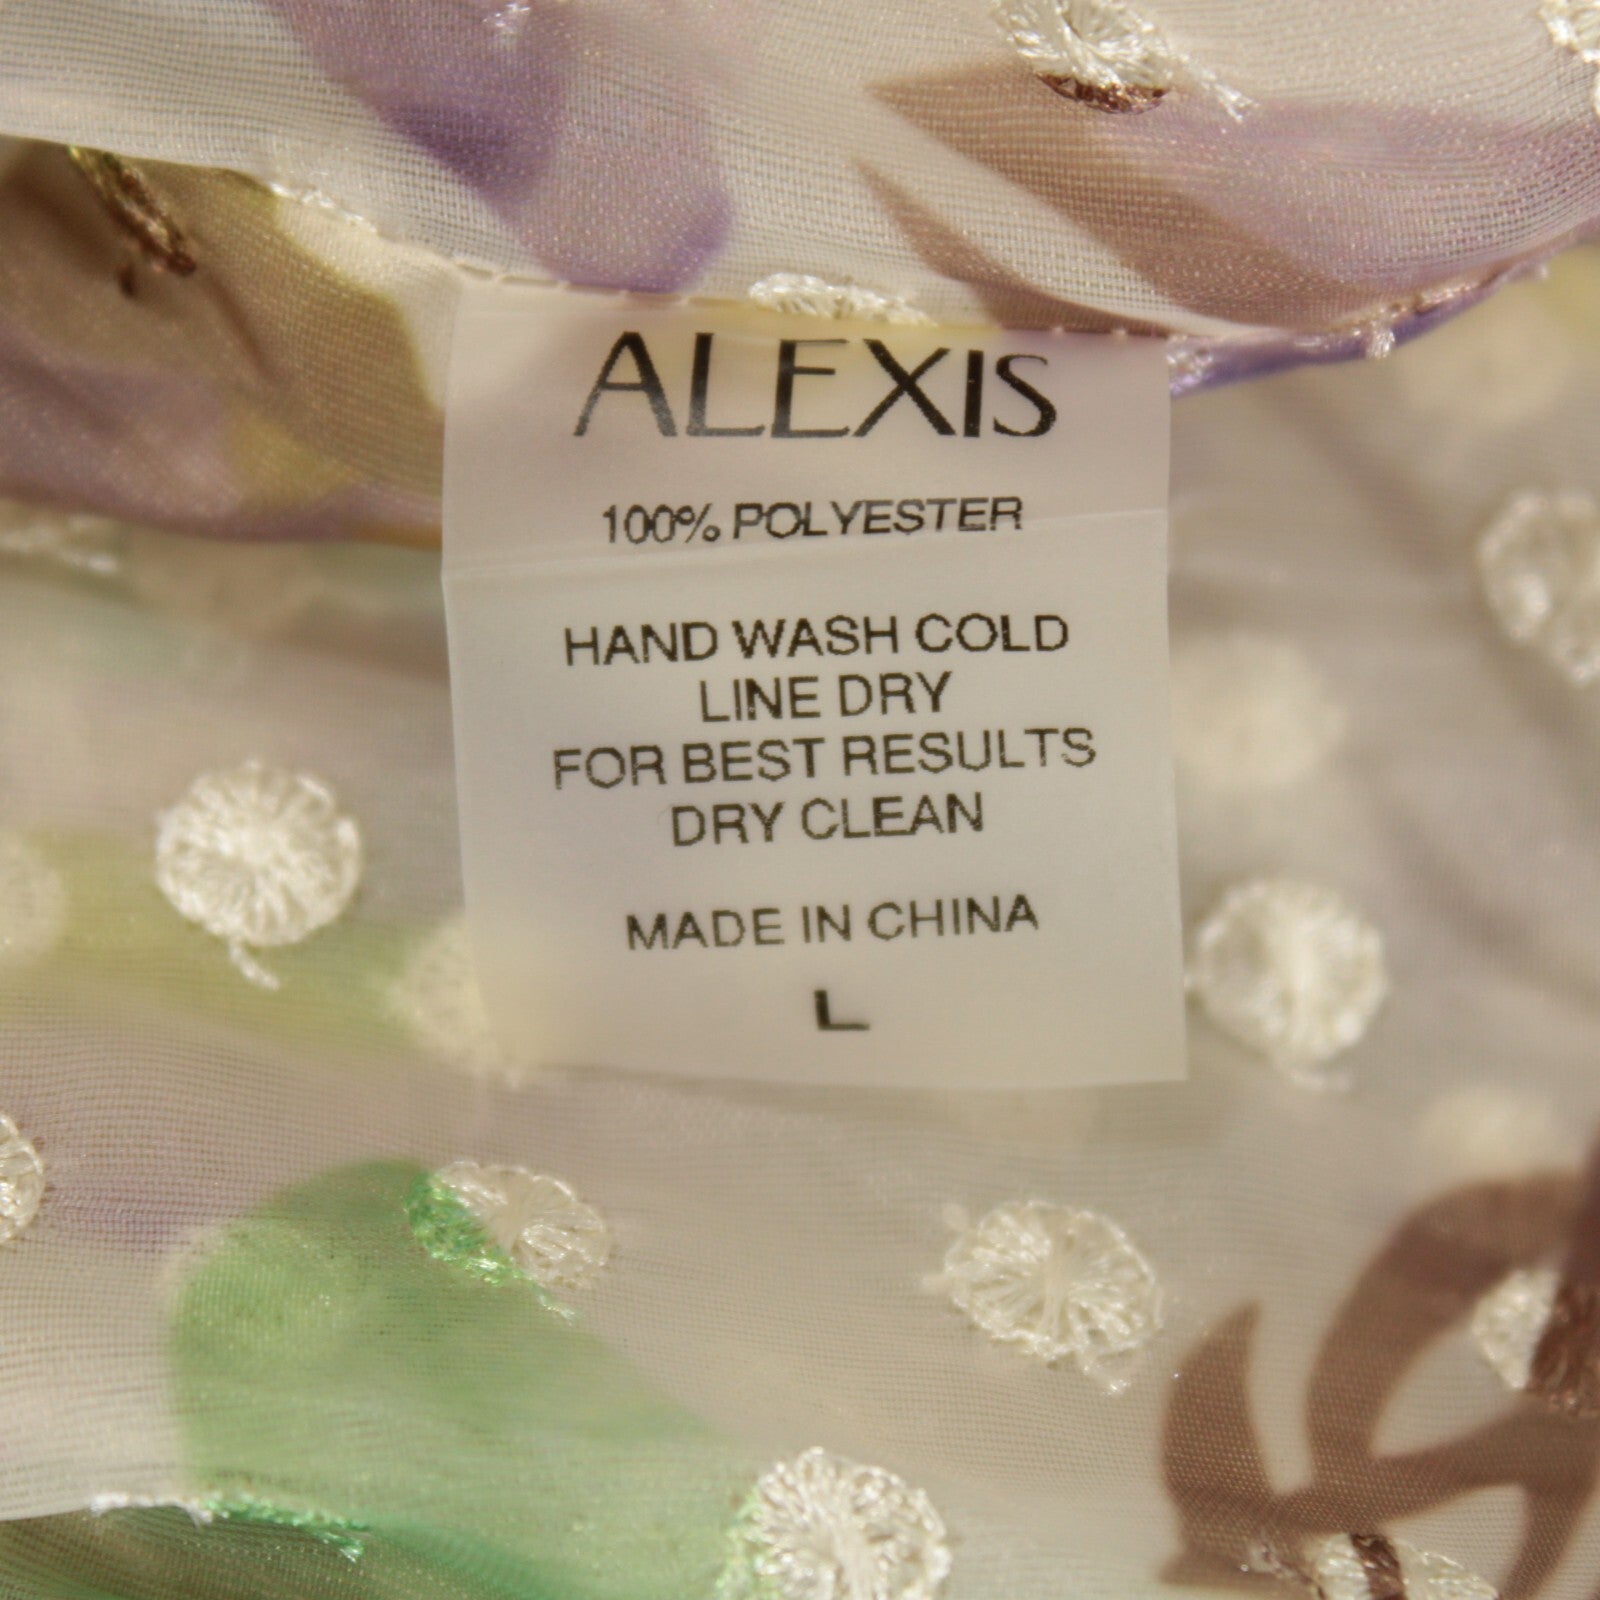 ALEXIS
100% POLYESTER
HAND WASH COLD
LINE DRY
FOR BEST RESULTS
DRY CLEAN
MADE IN CHINA
L